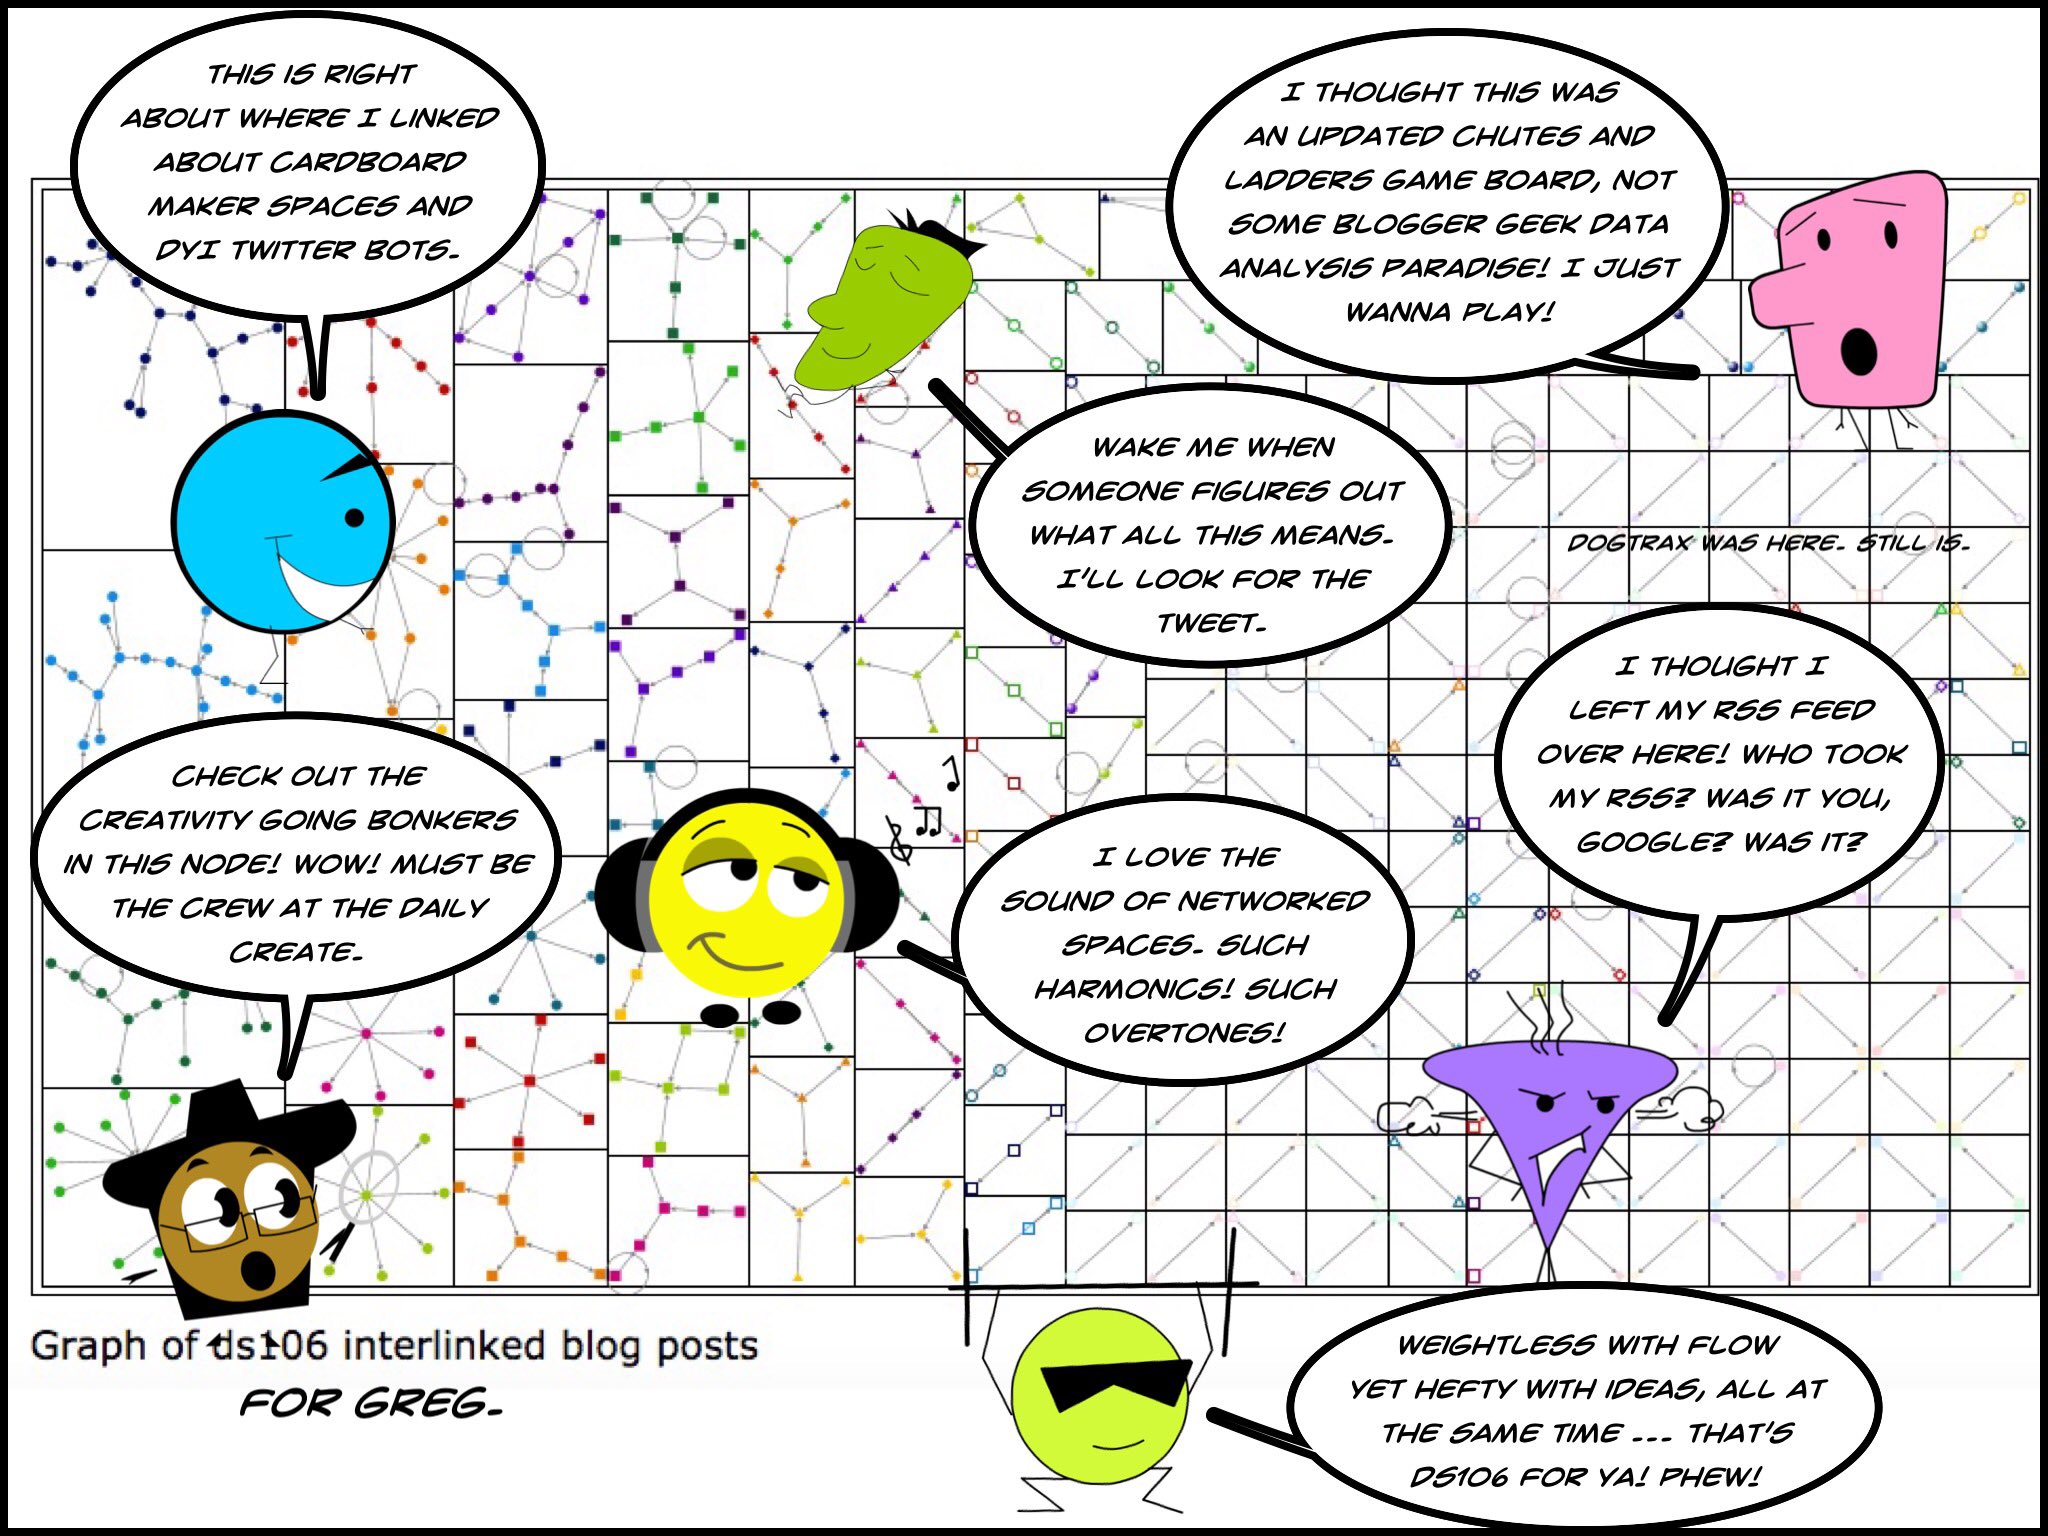 THIS IS RIGHT
ABOUT WHERE I LINKED
ABOUT CARDBOARD
MAKER SPACES AND
DYI TWITTER BOTS.
I THOUGHT THIS WAS
AN UPDATED CHUTES AND
LADDERS GAME BOARD, NOT
SOME BLOGGER GEEK DATA
ANALYSIS PARADISE! I JUST
WANNA PLAY!
WAKE ME WHEN
SOMEONE FIGURES OUT
WHAT ALL THIS MEANS.
I'LL LOOK FOR THE
TWEET.
DOGTRAX WAS HERE. STILL IS.
I THOUGHT I
LEFT MY RSS FEED
OVER HERE! WHO TOOK
MY RSS? WAS IT YOU,
GOOGLE? WAS IT?
CHECK OUT THE
CREATIVITY GOING BONKERS
IN THIS NODE! WOW! MUST BE
THE CREW AT THE DAILY
CREATE.
I LOVE THE
SOUND OF NETWORKED
SPACES. SUCH
HARMONICS! SUCH
OVERTONES!
Graph of ds106 interlinked blog posts
FOR GREG.
WEIGHTLESS WITH FLOW
YET HEFTY WITH IDEAS, ALL AT
THE SAME TIME ... THAT'S
DS106 FOR YA! PHEW!